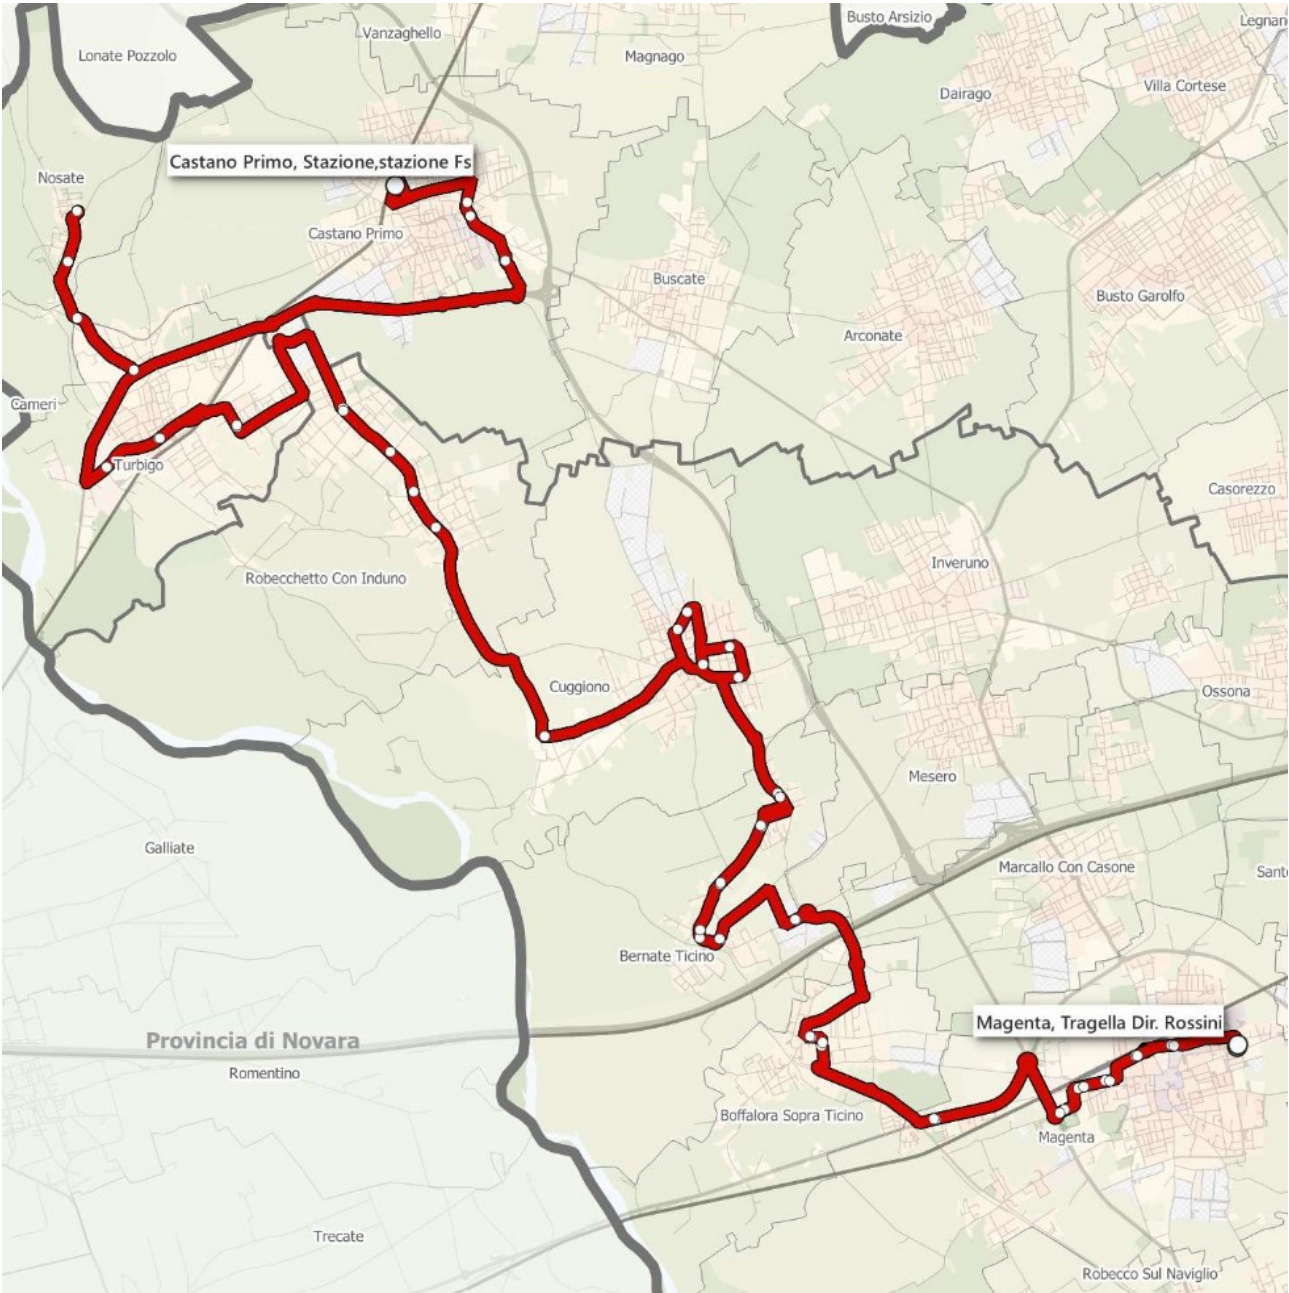 Busto Arsizio
Legnan
Vanzaghello
Lonate Pozzolo
Magnago
Villa Cortese
Dairago
Castano Primo, Stazione,stazione Fs
Nosate
Castano Primo
Buscate
Busto Garolfo
Arconate
Cameri
Turbigo
Casorezzo
Inveruno
Robecchetto Con Induno
Cuggiono
Ossona
Mesero
Galliate
Marcallo Con Casone
Sant
Bernate Ticino
Magenta, Tragella Dir. Rossini
Provincia di Novara
Romentino
Boffalora Sopra Ticino
Magenta
Trecate
Robecco Sul Naviglio